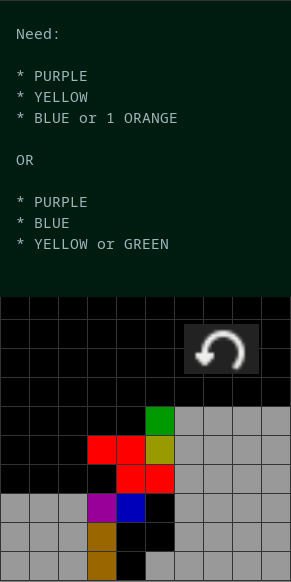 Need:
* PURPLE
* YELLOW
* BLUE or 1 ORANGE
OR
* PURPLE
* BLUE
* YELLOW or GREEN